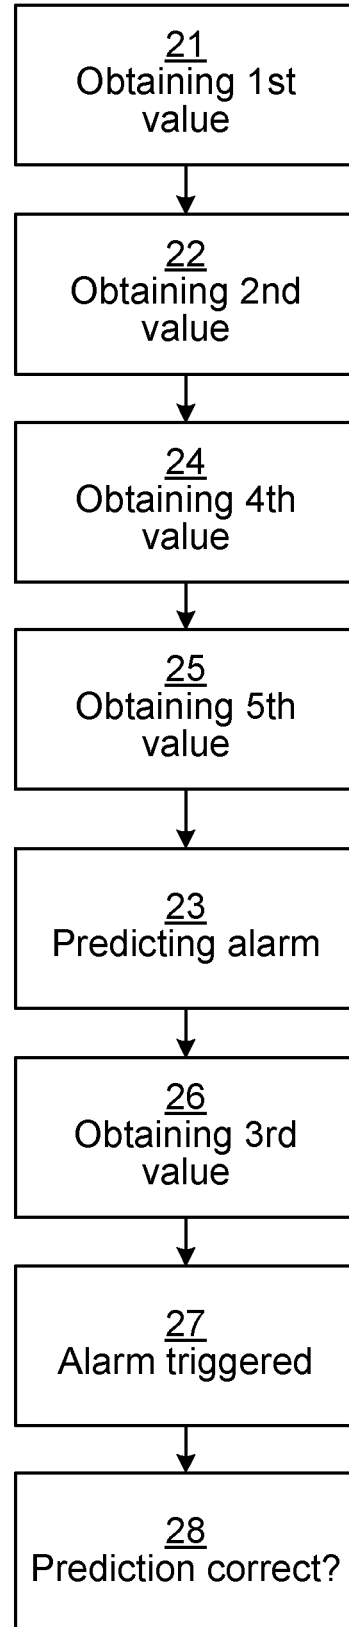 21
Obtaining 1st
value
22
Obtaining 2nd
value
24
Obtaining 4th
value
25
Obtaining 5th
value
23
Predicting alarm
26
Obtaining 3rd
value
27
Alarm triggered
28
Prediction correct?